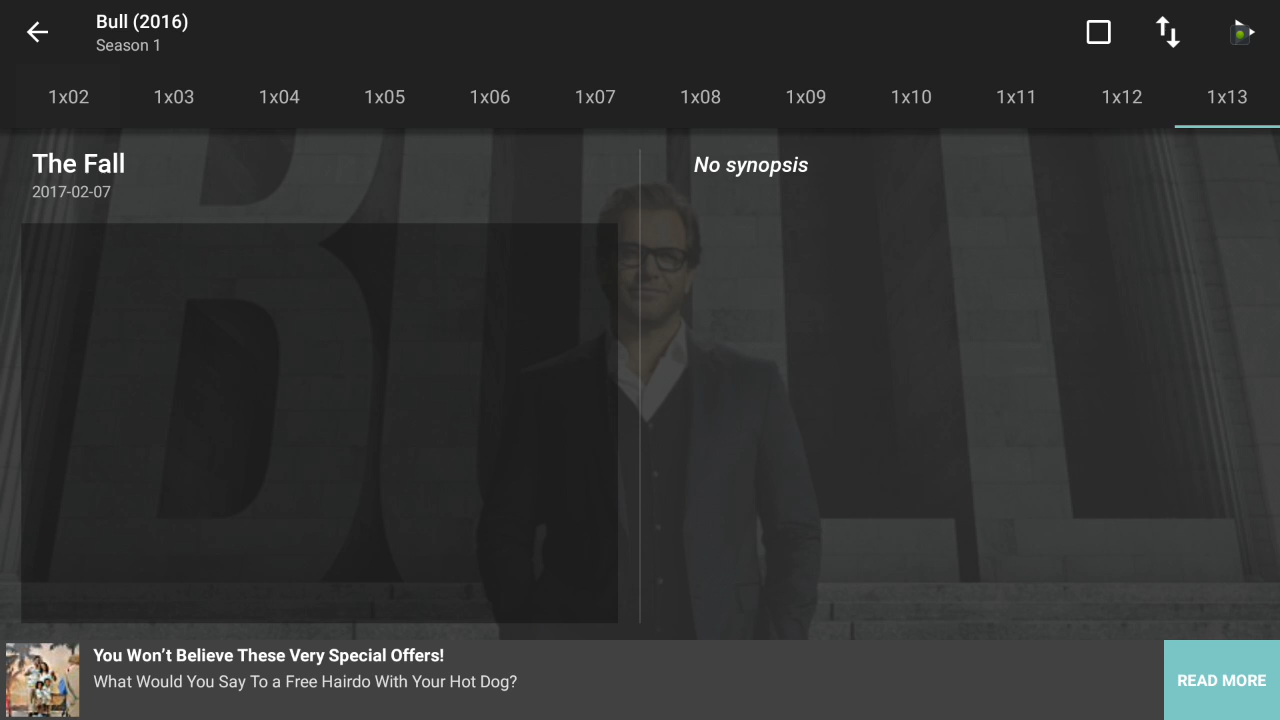 Bull (2016)
Season 1
1x02 1x03 1x04 1x05 1x06 1x07 1x08 1x09 1x10 1x11 1x12 1x13
The Fall
2017-02-07
No synopsis
BULL
You Won’t Believe These Very Special Offers!
What Would You Say To a Free Hairdo With Your Hot Dog?
READ MORE